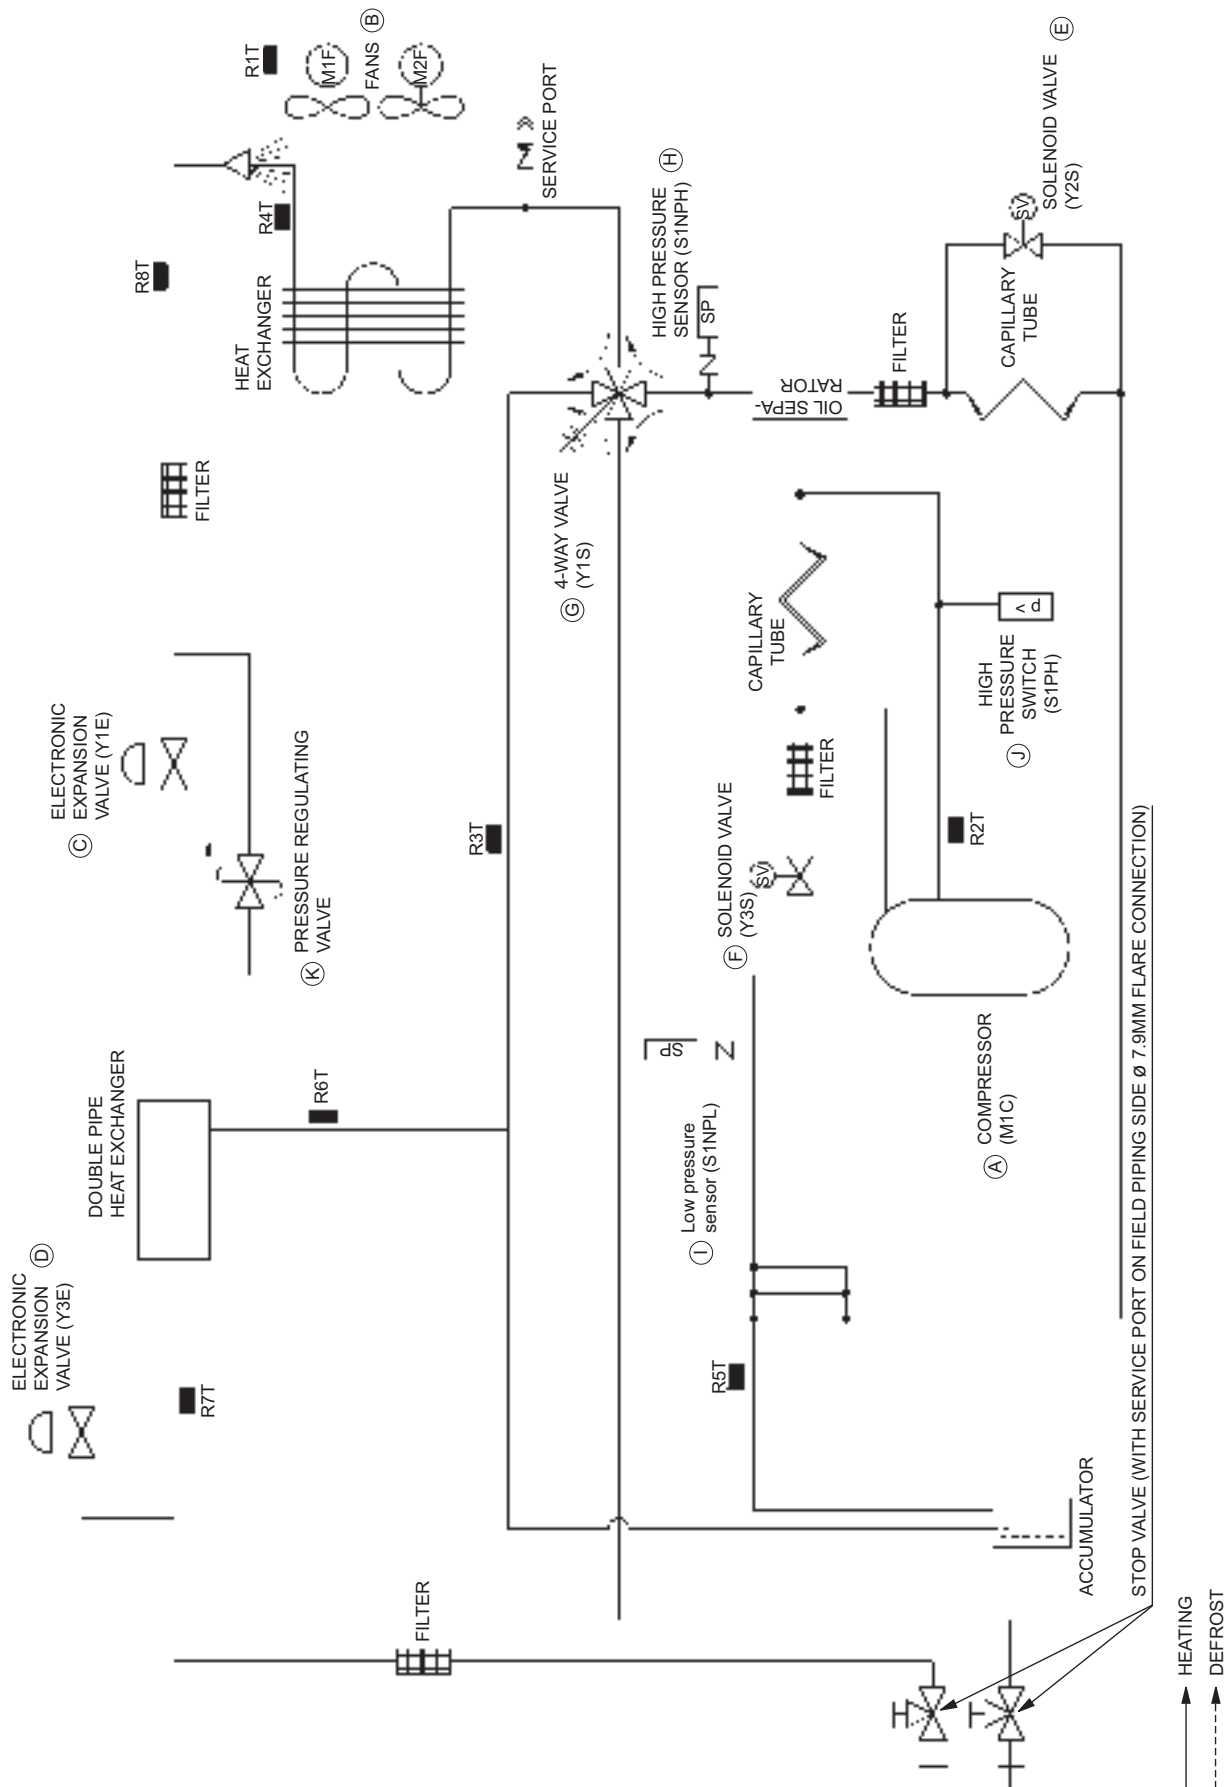 ELECTRONIC
EXPANSION
VALVE (Y3E)
D
R7T
DOUBLE PIPE
HEAT EXCHANGER
R6T
ELECTRONIC
EXPANSION
VALVE (Y1E)
C
PRESSURE REGULATING
VALVE
K
FILTER
R8T
HEAT
EXCHANGER
R4T
R1T
M1F
FANS
B
M2F
SERVICE PORT
FILTER
R3T
4-WAY VALVE
(Y1S)
G
HIGH PRESSURE
SENSOR (S1NPH)
H
SP
OIL SEPA-
RATOR
FILTER
CAPILLARY
TUBE
SV
SOLENOID VALVE
(Y2S)
E
SP
Low pressure
sensor (S1NPL)
I
R5T
SOLENOID VALVE
(Y3S)
F
SV
FILTER
CAPILLARY
TUBE
R2T
HIGH
PRESSURE
SWITCH
(S1PH)
J
p >
COMPRESSOR
(M1C)
A
ACCUMULATOR
STOP VALVE (WITH SERVICE PORT ON FIELD PIPING SIDE ø 7.9MM FLARE CONNECTION)
HEATING
DEFROST